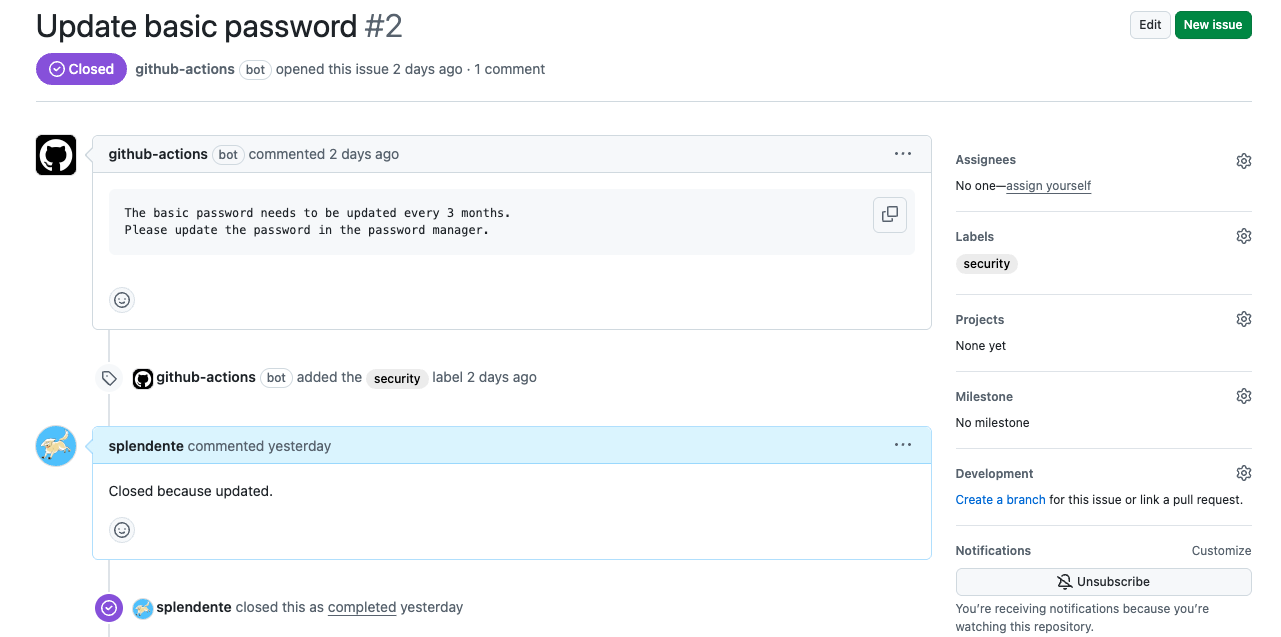 Update basic password #2
Edit
New issue
Closed
github-actions bot opened this issue 2 days ago · 1 comment
github-actions bot commented 2 days ago
The basic password needs to be updated every 3 months.
Please update the password in the password manager.
github-actions bot added the security label 2 days ago
splendente commented yesterday
Closed because updated.
splendente closed this as completed yesterday
Assignees
No one—assign yourself
Labels
security
Projects
None yet
Milestone
No milestone
Development
Create a branch for this issue or link a pull request.
Notifications
Customize
Unsubscribe
You’re receiving notifications because you’re
watching this repository.